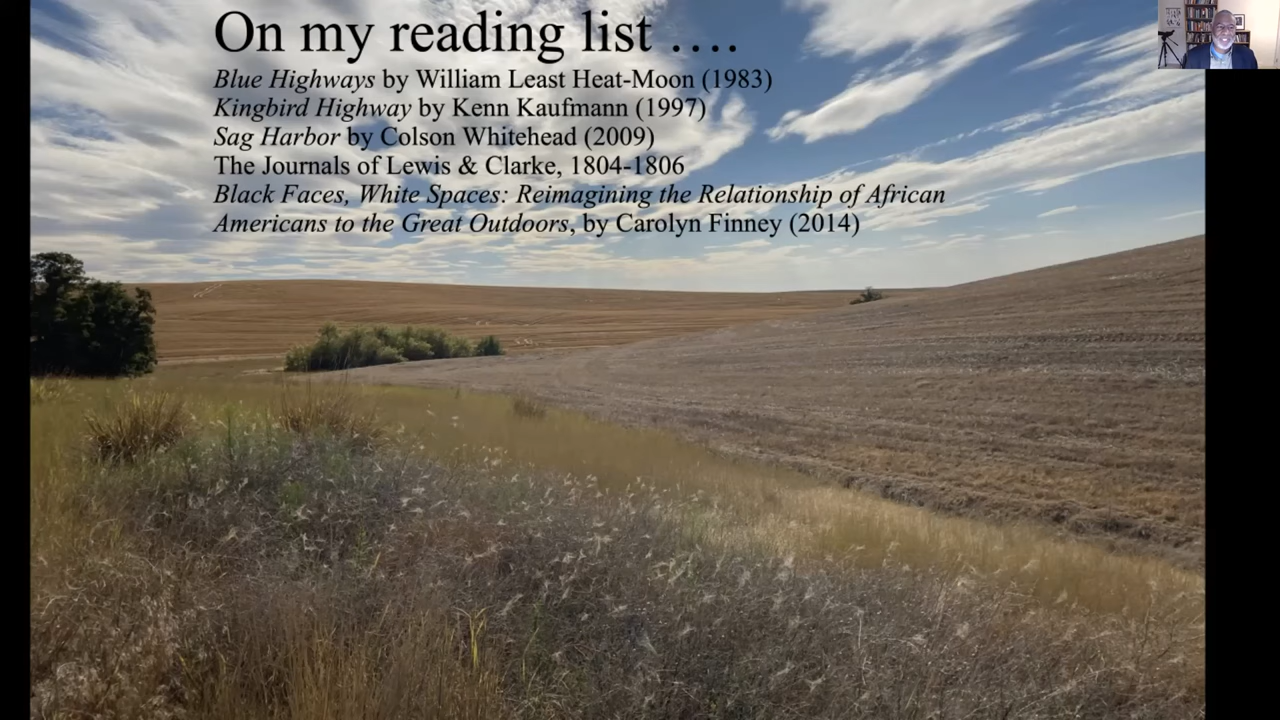 On my reading list ....
Blue Highways by William Least Heat-Moon (1983)
Kingbird Highway by Kenn Kaufmann (1997)
Sag Harbor by Colson Whitehead (2009)
The Journals of Lewis & Clarke, 1804-1806
Black Faces, White Spaces: Reimagining the Relationship of African
Americans to the Great Outdoors, by Carolyn Finney (2014)